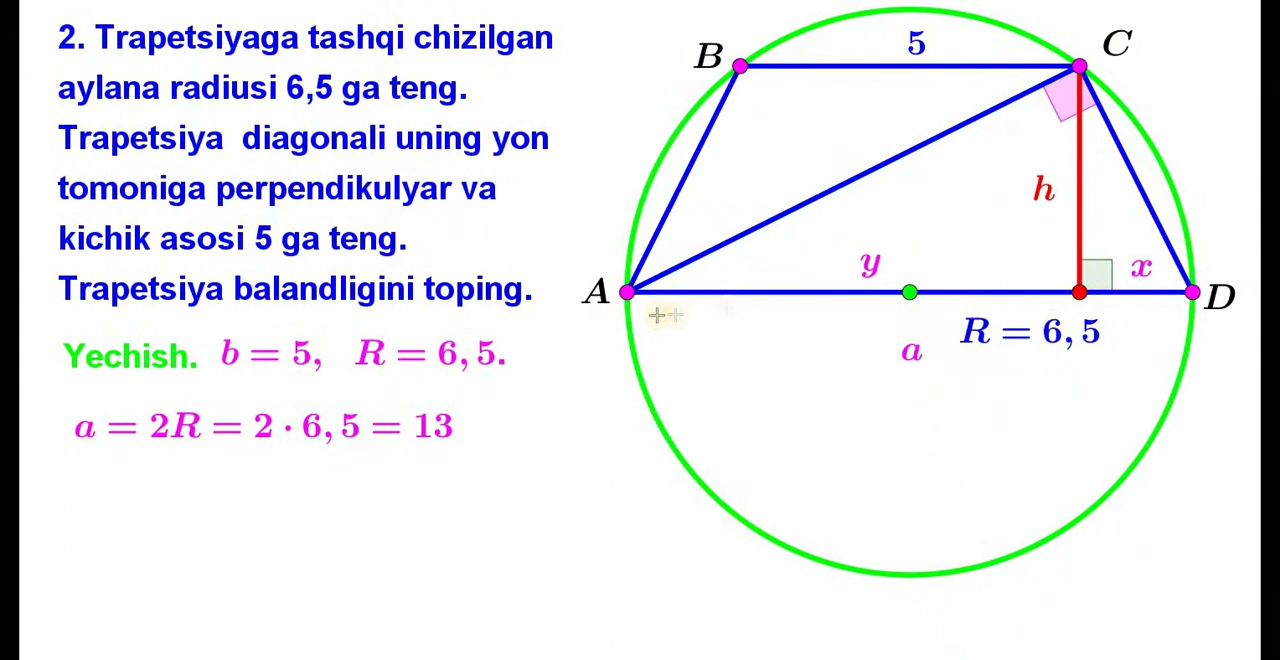 2. Trapetsiyaga tashqi chizilgan
aylana radiusi 6,5 ga teng.
Trapetsiya diagonali uning yon
tomoniga perpendikulyar va
kichik asosi 5 ga teng.
Trapetsiya balandligini toping.
Yechish. b = 5, R = 6, 5.
a = 2R = 2 · 6, 5 = 13
B
5
C
h
y
x
A
D
R = 6, 5
a